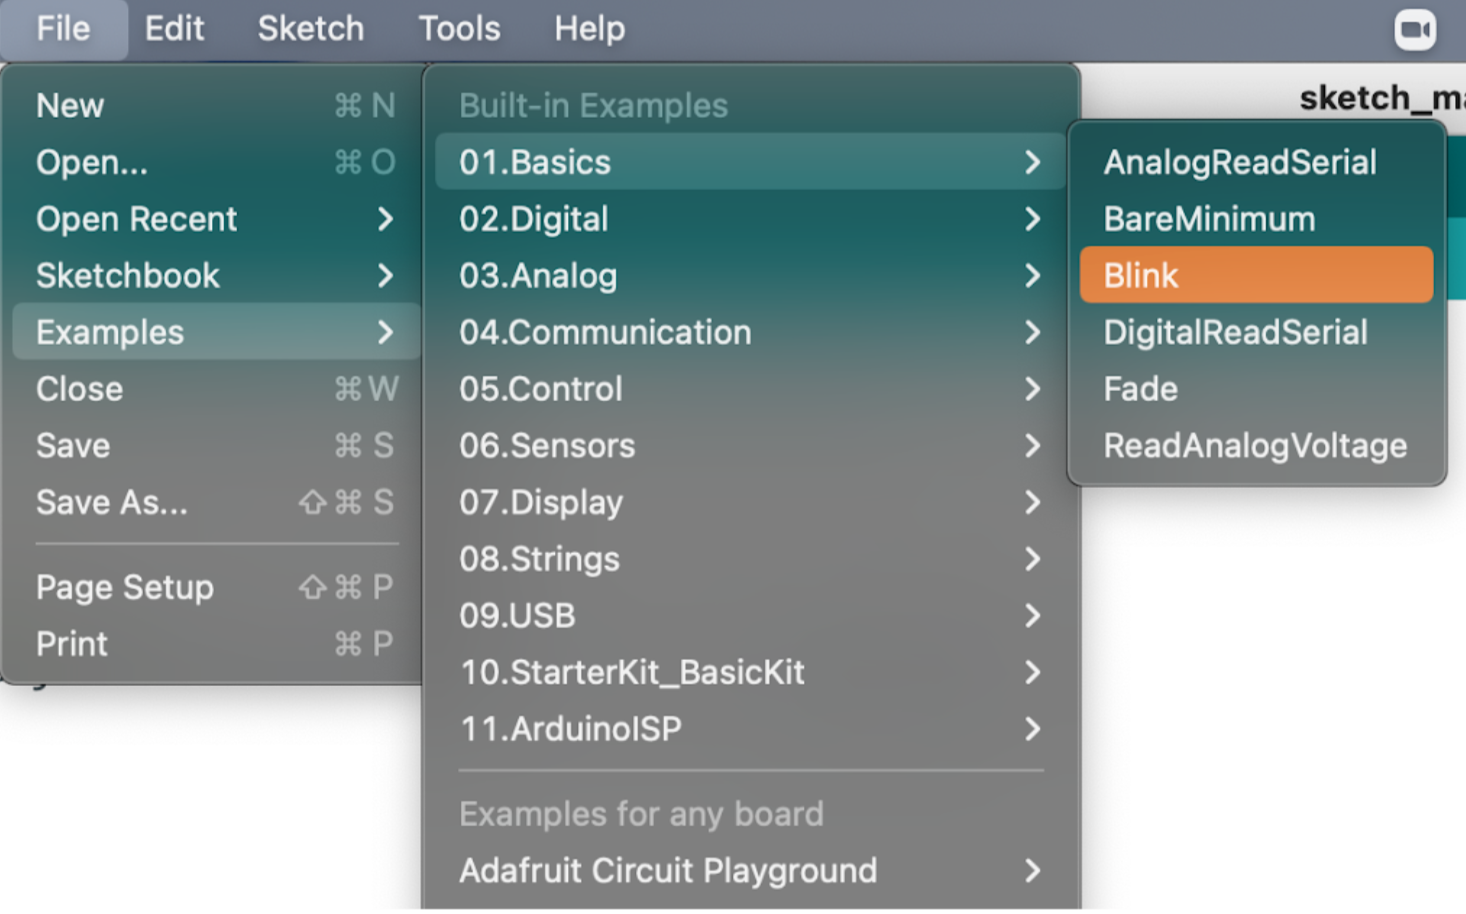 File Edit Sketch Tools Help
sketch_ma
New ⌘ N
Open... ⌘ O
Open Recent
Sketchbook
Examples
Close ⌘ W
Save ⌘ S
Save As... ⇧ ⌘ S
Page Setup ⇧ ⌘ P
Print ⌘ P
Built-in Examples
01.Basics
02.Digital
03.Analog
04.Communication
05.Control
06.Sensors
07.Display
08.Strings
09.USB
10.StarterKit_BasicKit
11.ArduinoISP
Examples for any board
Adafruit Circuit Playground
AnalogReadSerial
BareMinimum
Blink
DigitalReadSerial
Fade
ReadAnalogVoltage